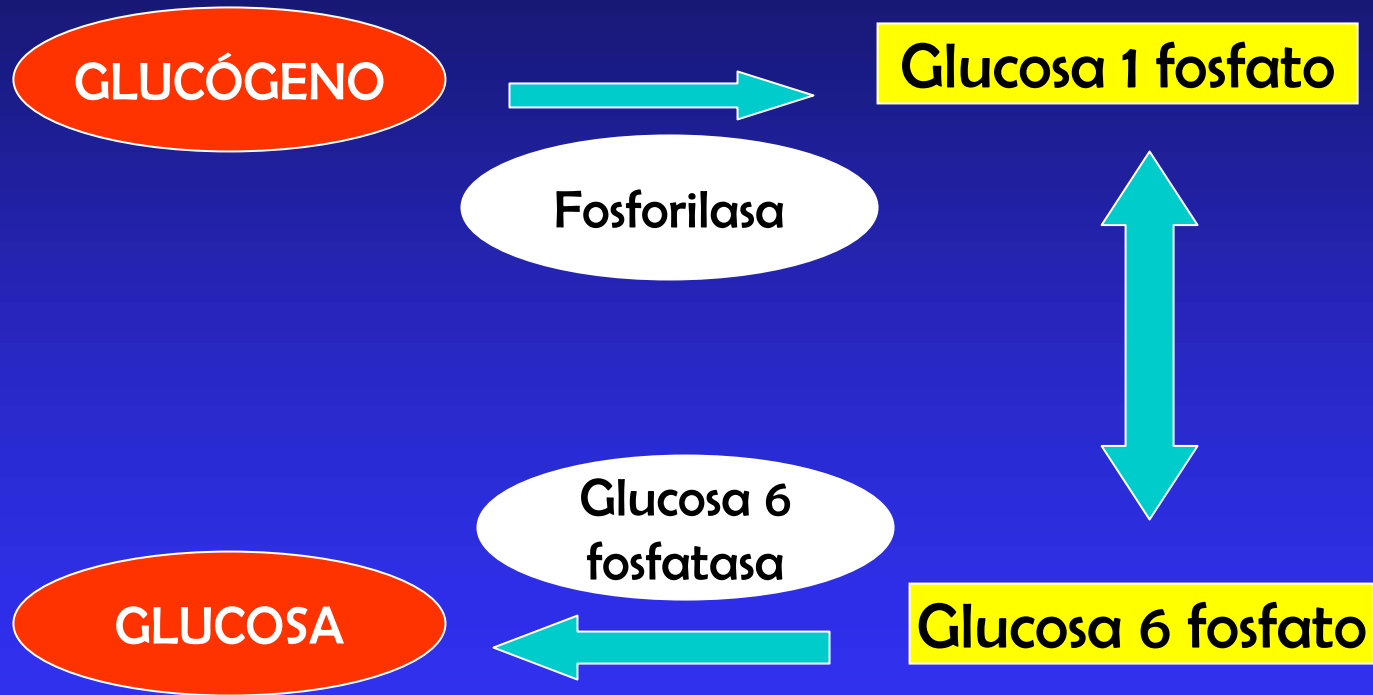 GLUCÓGENO
Glucosa 1 fosfato
Fosforilasa
Glucosa 6
fosfatasa
GLUCOSA
Glucosa 6 fosfato